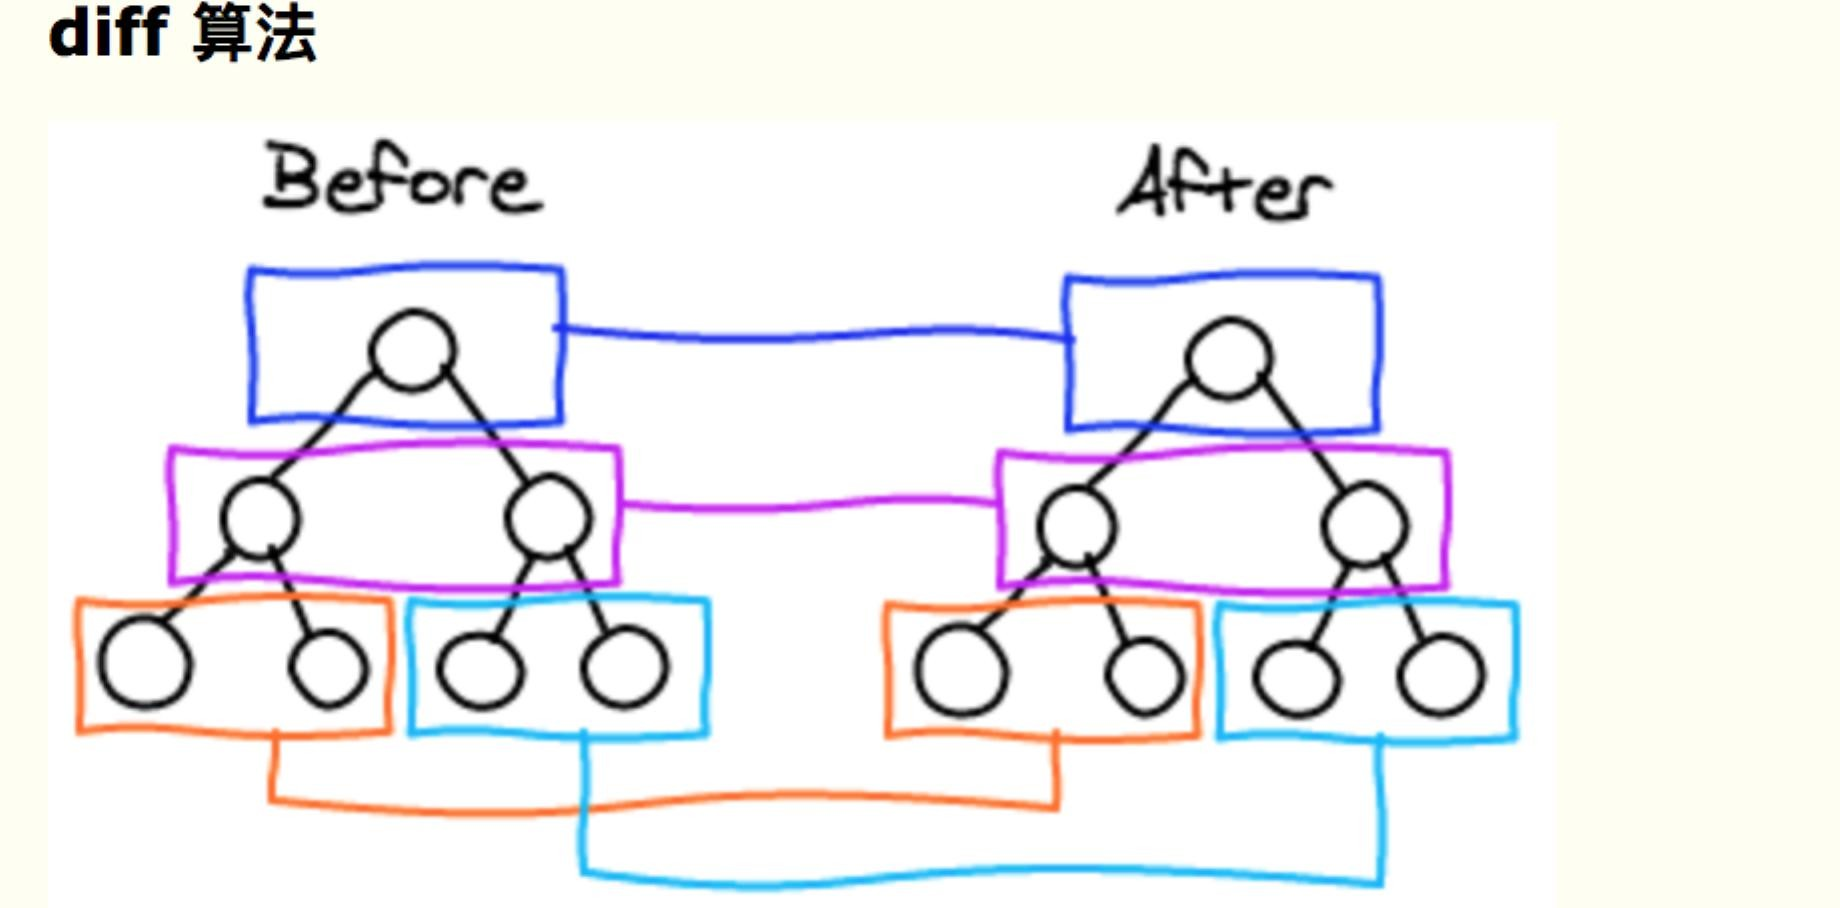 diff 算法
Before
After